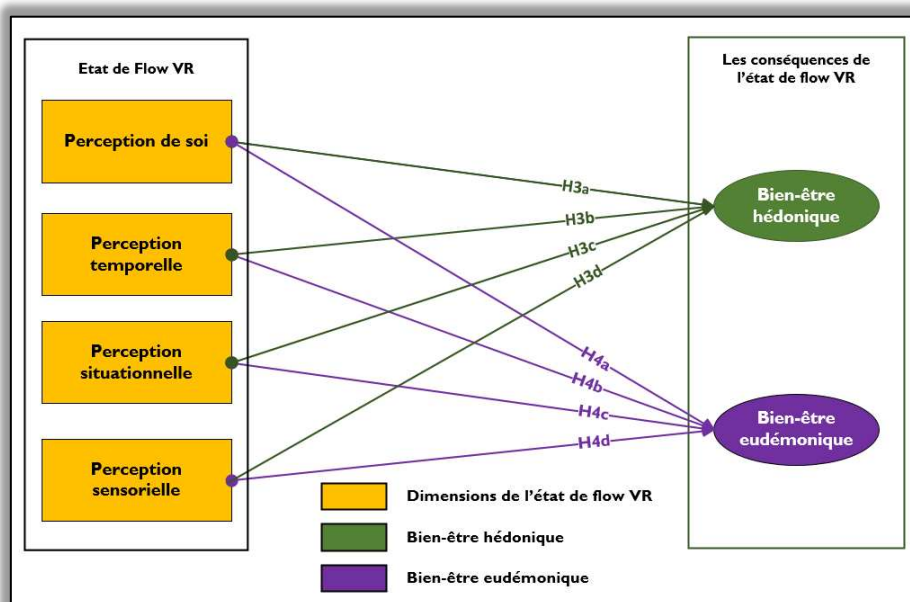 Etat de Flow VR
Perception de soi
Perception
temporelle
Perception
situationnelle
Perception
sensorielle
H3a
H3b
H3c
H3d
H4a
H4b
H4c
H4d
Les conséquences de
l'état de flow VR
Bien-être
hédonique
Bien-être
eudémonique
Dimensions de l'état de flow VR
Bien-être hédonique
Bien-être eudémonique